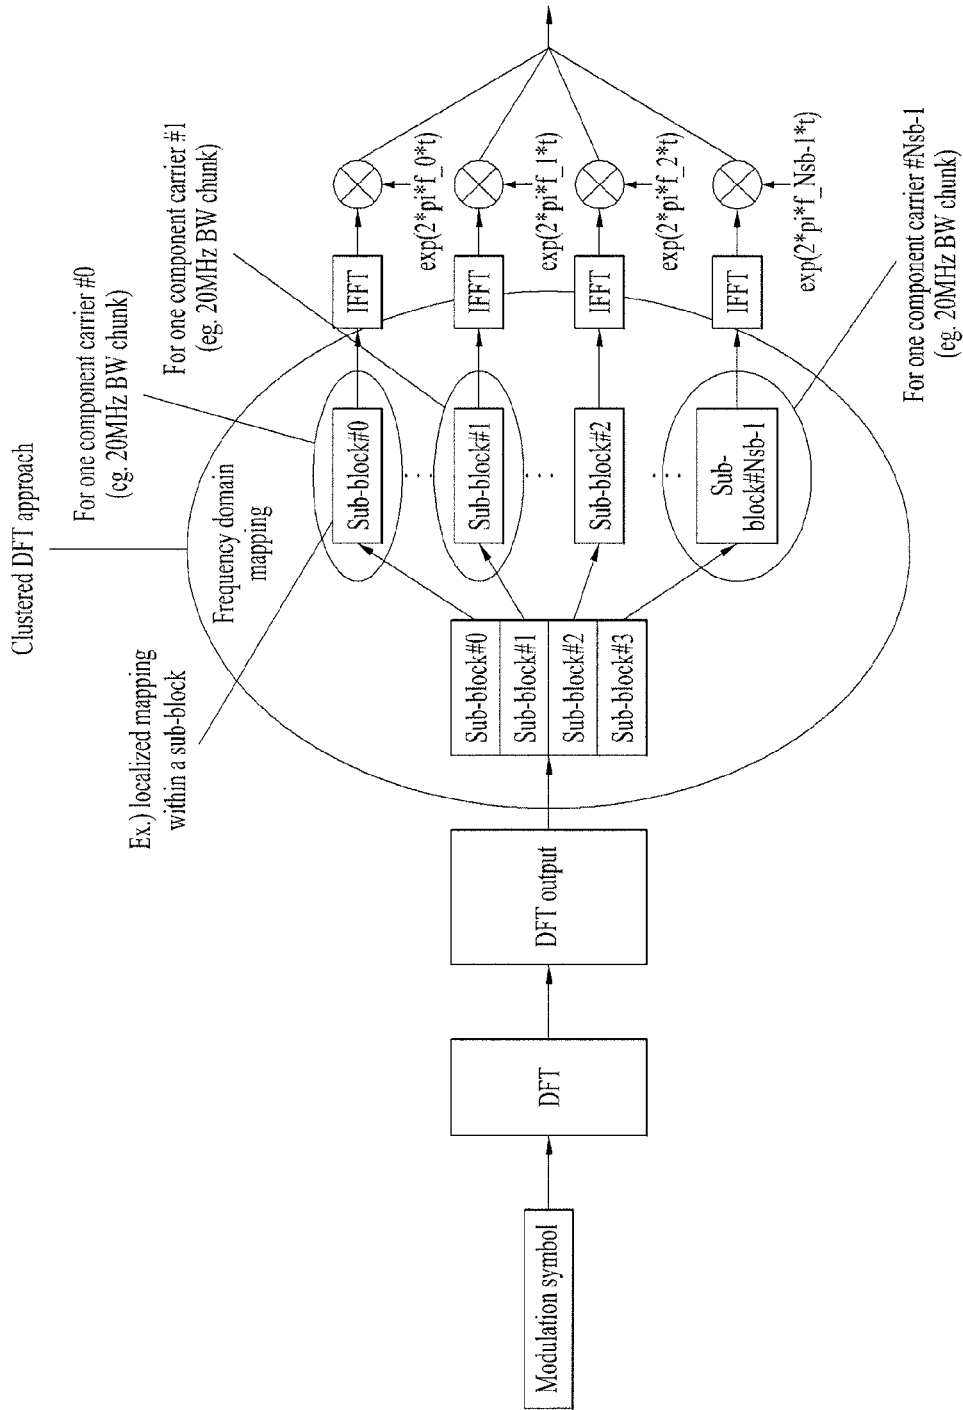 Clustered DFT approach
For one component carrier #0
(eg. 20MHz BW chunk)
For one component carrier #1
(eg. 20MHz BW chunk)
Ex.) localized mapping
within a sub-block
Frequency domain
mapping
Modulation symbol
DFT
DFT output
Sub-block#0
Sub-block#1
Sub-block#2
Sub-block#3
Sub-block#0
IFFT
exp(2*pi*f_0*t)
...
Sub-block#1
IFFT
exp(2*pi*f_1*t)
...
Sub-block#2
IFFT
exp(2*pi*f_2*t)
...
Sub-
block#Nsb-1
IFFT
exp(2*pi*f_Nsb-1*t)
For one component carrier #Nsb-1
(eg. 20MHz BW chunk)